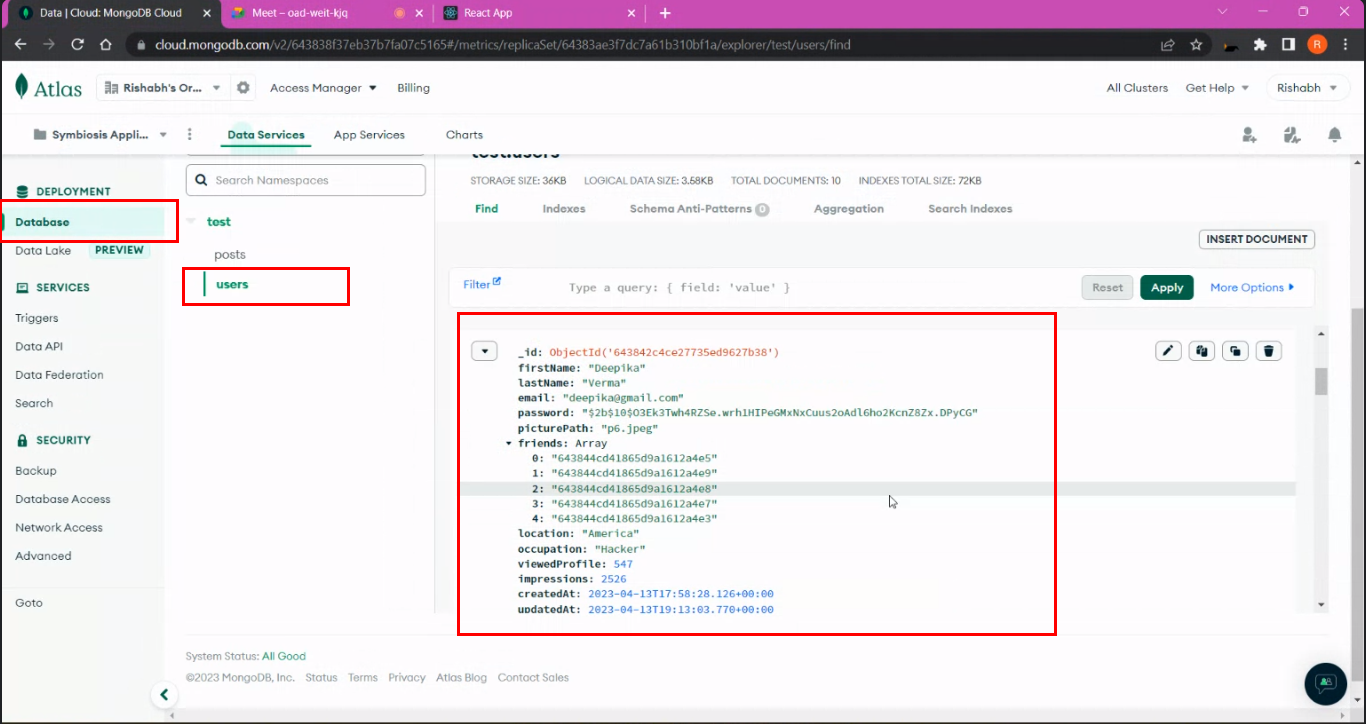 Data | Cloud: MongoDB Cloud
Meet – oad-weit-kjq
React App
cloud.mongodb.com/v2/643838f37eb37b7fa07c5165#/metrics/replicaSet/64383ae3f7dc7a61b310bf1a/explorer/test/users/find
R
Atlas
Rishabh's Or...
Access Manager
Billing
All Clusters
Get Help
Rishabh
Symbiosis Appli...
Data Services
App Services
Charts
DEPLOYMENT
Database
Data Lake
PREVIEW
SERVICES
Triggers
Data API
Data Federation
Search
SECURITY
Backup
Database Access
Network Access
Advanced
Goto
Search Namespaces
test
posts
users
test.users
STORAGE SIZE: 36KB LOGICAL DATA SIZE: 3.58KB TOTAL DOCUMENTS: 10 INDEXES TOTAL SIZE: 72KB
Find
Indexes
Schema Anti-Patterns 0
Aggregation
Search Indexes
INSERT DOCUMENT
Filter
Type a query: { field: 'value' }
Reset
Apply
More Options
_id: ObjectId('643842c4ce27735ed9627b38')
firstName: "Deepika"
lastName: "Verma"
email: "deepika@gmail.com"
password: "$2b$10$O3Ek3Twh4RZSe.wrh1HIPeGMxNxCuus2oAdl6ho2KcnZ8Zx.DPyCG"
picturePath: "p6.jpeg"
friends: Array
0: "643844cd41865d9a1612a4e5"
1: "643844cd41865d9a1612a4e9"
2: "643844cd41865d9a1612a4e8"
3: "643844cd41865d9a1612a4e7"
4: "643844cd41865d9a1612a4e3"
location: "America"
occupation: "Hacker"
viewedProfile: 547
impressions: 2526
createdAt: 2023-04-13T17:58:28.126+00:00
updatedAt: 2023-04-13T19:13:03.770+00:00
System Status: All Good
©2023 MongoDB, Inc. Status Terms Privacy Atlas Blog Contact Sales